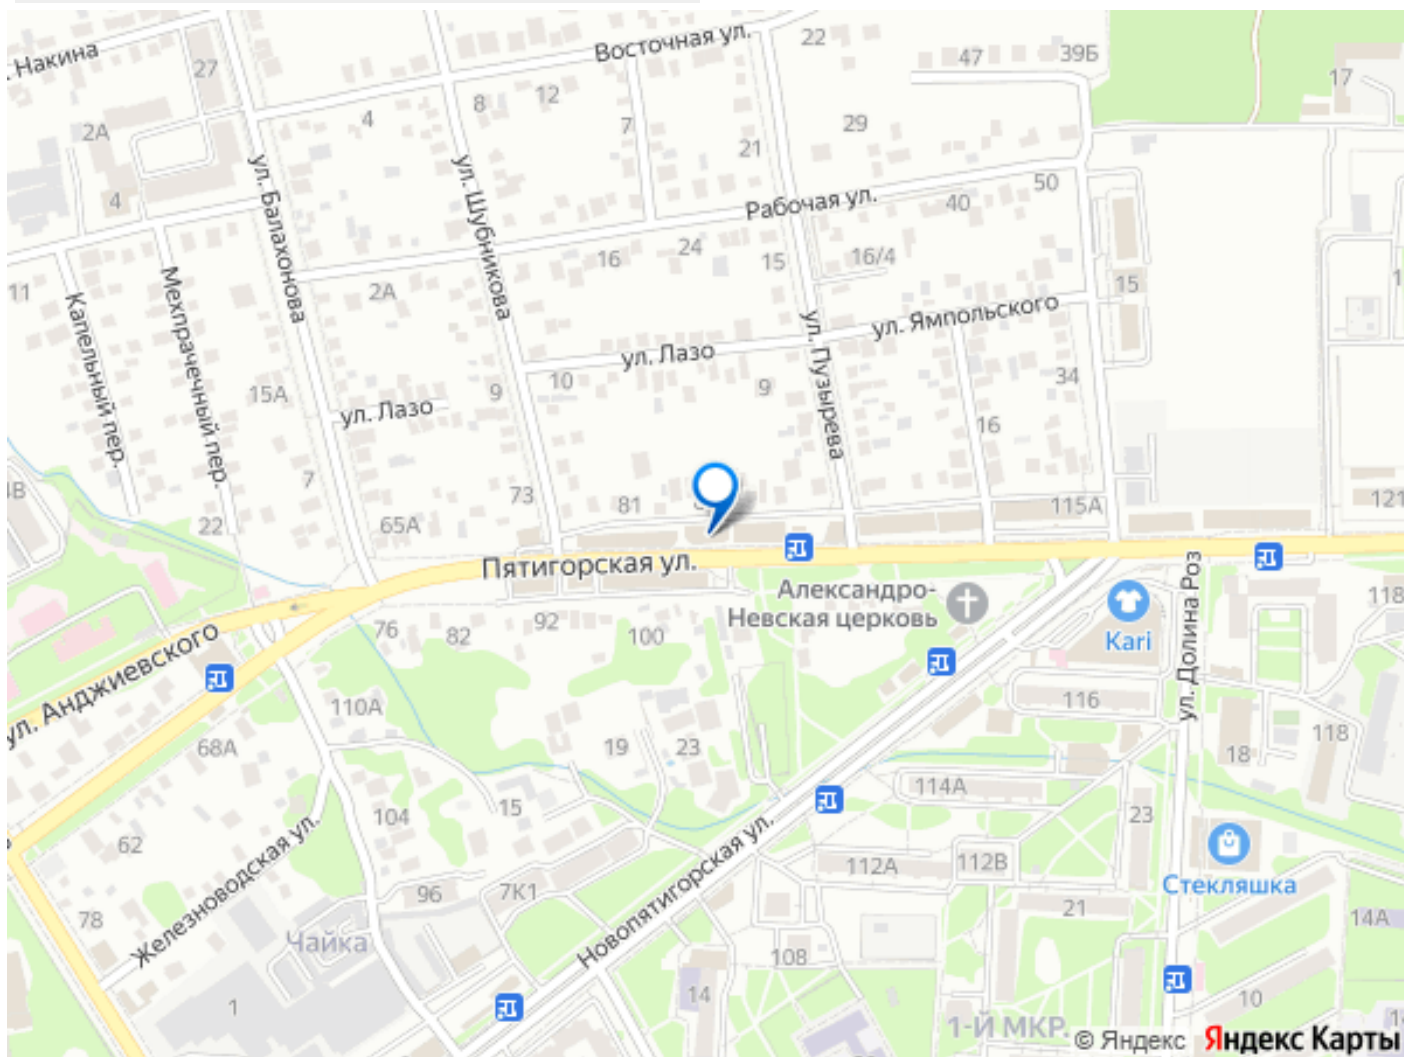 Накина
27
Восточная ул.
22
47
39Б
17
2А
4
8
12
7
29
21
4
ул. Балахонова
ул. Шубникова
Рабочая ул.
40
50
11
Капельный пер.
Мехпрачечный пер.
2А
16
24
15
16/4
15
ул. Лазо
ул. Пузырева
ул. Ямпольского
15А
ул. Лазо
9
10
9
34
16
7
22
65А
73
81
115А
121
Пятигорская ул.
Александро-
Невская церковь
Kari
ул. Долина Роз
118
ул. Анджиевского
76
82
92
100
116
110А
68А
19
23
18
118
114А
62
104
15
23
Железноводская ул.
Новопятигорская ул.
112А
112В
Стекляшка
78
96
7К1
21
14А
Чайка
108
1
14
10
1-Й МКР.
© Яндекс Яндекс Карты